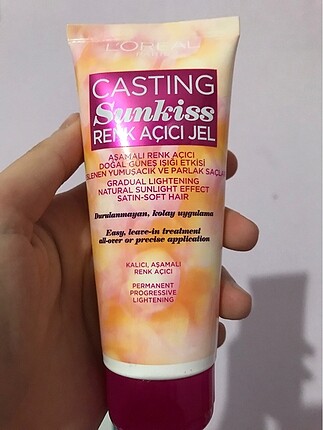 L'ORÉAL
CASTING
Sunkiss
RENK AÇICI JEL
AŞAMALI RENK AÇICI
DOĞAL GÜNEŞ IŞIĞI ETKİSİ
BLENEN YUMUŞACIK VE PARLAK SAÇLA
GRADUAL LIGHTENING
NATURAL SUNLIGHT EFFECT
SATIN-SOFT HAIR
Durulanmayan, kolay uygulama
Easy, leave-in treatment
all-over or precise application
KALICI, AŞAMALI
RENK AÇICI
PERMANENT
PROGRESSIVE
LIGHTENING